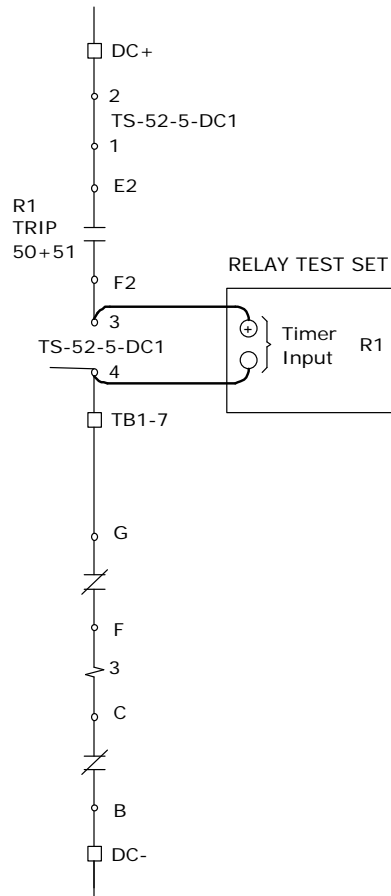 DC+
2
TS-52-5-DC1
1
E2
R1
TRIP
50+51
F2
RELAY TEST SET
3
+
Timer
Input
R1
TS-52-5-DC1
4
TB1-7
G
F
3
C
B
DC-